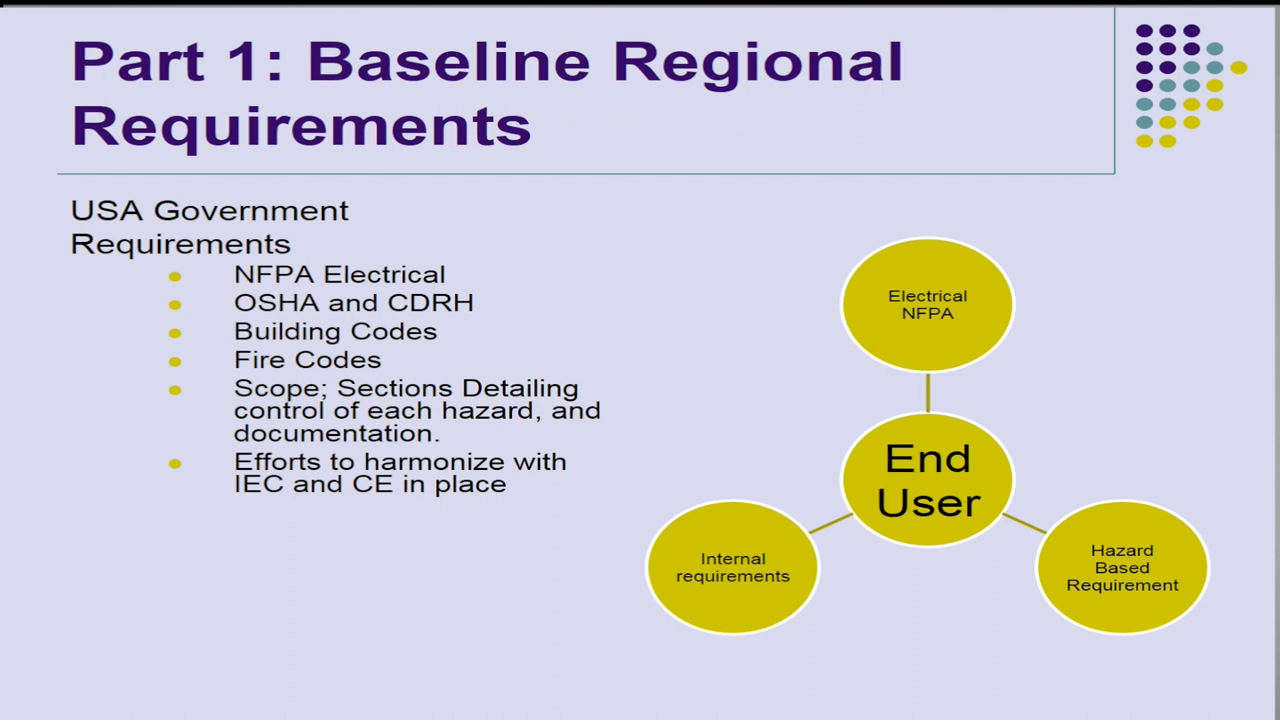 Part 1: Baseline Regional
Requirements
USA Government
Requirements
NFPA Electrical
OSHA and CDRH
Building Codes
Fire Codes
Scope; Sections Detailing
control of each hazard, and
documentation.
Efforts to harmonize with
IEC and CE in place
Electrical
NFPA
End
User
Internal
requirements
Hazard
Based
Requirement